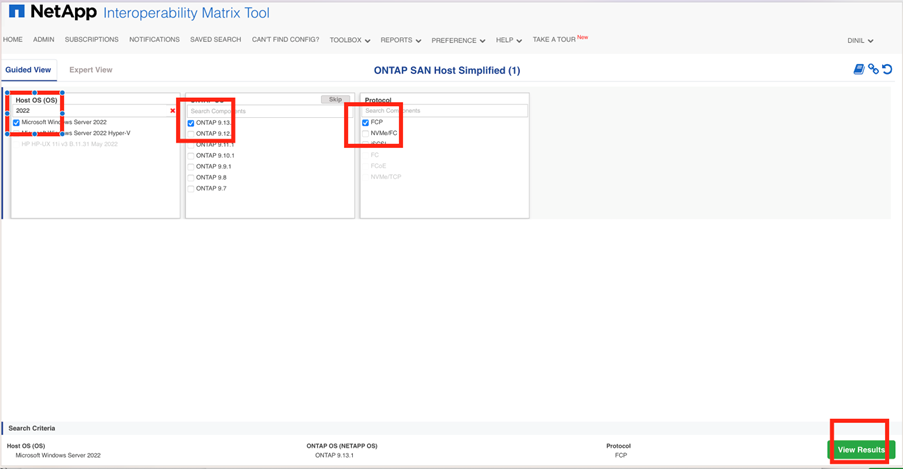 NetApp Interoperability Matrix Tool
HOME ADMIN SUBSCRIPTIONS NOTIFICATIONS SAVED SEARCH CAN'T FIND CONFIG? TOOLBOX REPORTS PREFERENCE HELP TAKE A TOUR New DINIL
Guided View Expert View ONTAP SAN Host Simplified (1)
Host OS (OS) ONTAP OS Skip Protocol
2022 Search Components Search Components
Microsoft Windows Server 2022 ONTAP 9.13. FCP
Microsoft Windows Server 2022 Hyper-V ONTAP 9.12. NVMe/FC
HP HP-UX 11i v3 B.11.31 May 2022 ONTAP 9.11.1 iSCSI
ONTAP 9.10.1 FC
ONTAP 9.9.1 FCoE
ONTAP 9.8 NVMe/TCP
ONTAP 9.7
Search Criteria
Host OS (OS) ONTAP OS (NETAPP OS) Protocol
Microsoft Windows Server 2022 ONTAP 9.13.1 FCP
View Results